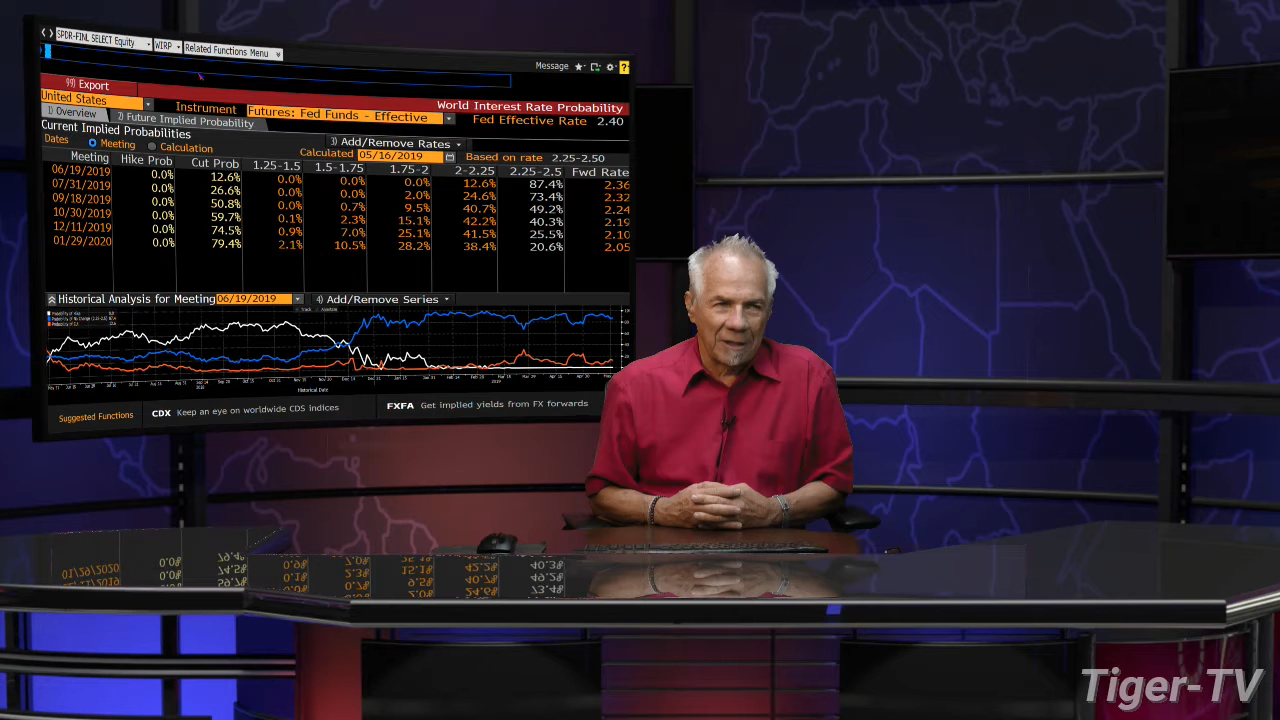 SPDR-FINL SELECT Equity WIRP Related Functions Menu
Message
99) Export World Interest Rate Probability
United States Instrument Futures: Fed Funds - Effective Fed Effective Rate 2.40
1) Overview 1) Future Implied Probability
Current Implied Probabilities 3) Add/Remove Rates
Dates Meeting Calculation Calculated 05/16/2019 Based on rate 2.25-2.50
Meeting Hike Prob Cut Prob 1.25-1.5 1.5-1.75 1.75-2 2-2.25 2.25-2.5 Fwd Rate
06/19/2019 0.0% 12.6% 0.0% 0.0% 0.0% 12.6% 87.4% 2.36
07/31/2019 0.0% 26.6% 0.0% 0.0% 2.0% 24.6% 73.4% 2.32
09/18/2019 0.0% 50.8% 0.0% 0.7% 9.5% 40.7% 49.2% 2.24
10/30/2019 0.0% 59.7% 0.1% 2.3% 15.1% 42.2% 40.3% 2.19
12/11/2019 0.0% 74.5% 0.9% 7.0% 25.1% 41.5% 25.5% 2.10
01/29/2020 0.0% 79.4% 2.1% 10.5% 28.2% 38.4% 20.6% 2.05
Historical Analysis for Meeting 06/19/2019 4) Add/Remove Series
Historical Date
Suggested Functions CDX Keep an eye on worldwide CDS indices FXFA Get implied yields from FX forwards
Tiger-TV